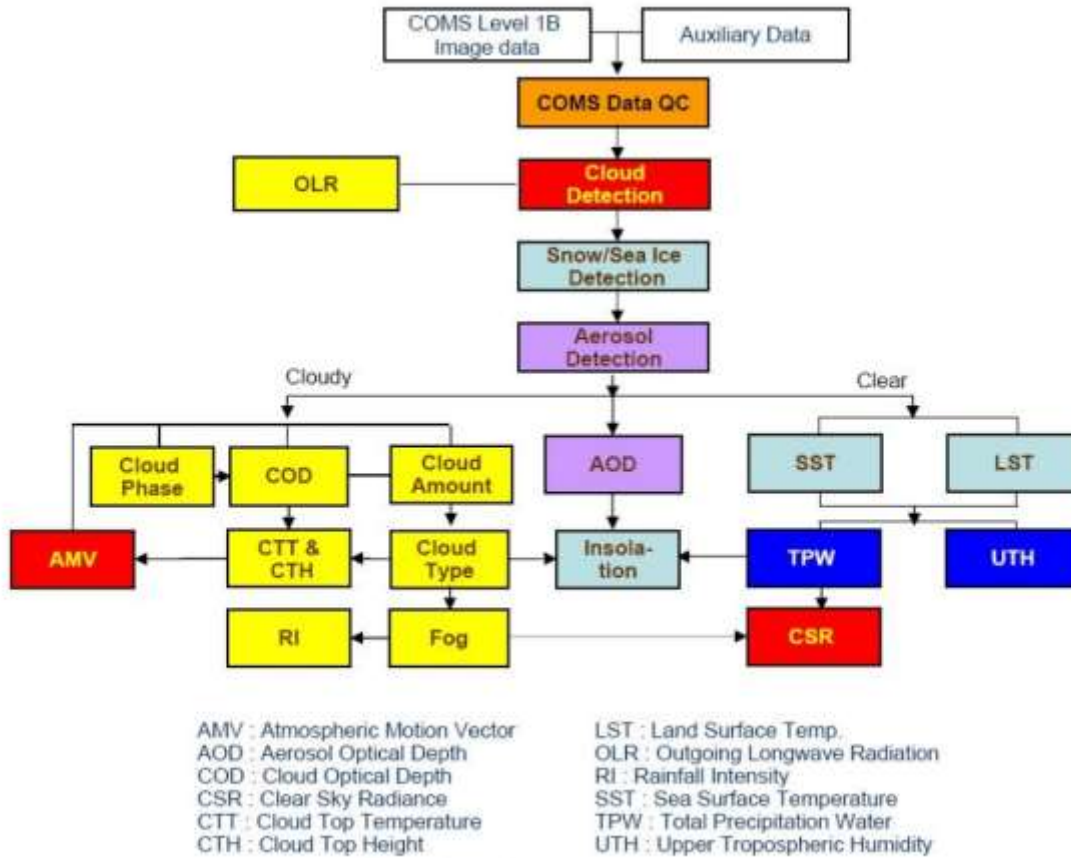 COMS Level 1B
Image data
Auxiliary Data
COMS Data QC
OLR
Cloud
Detection
Snow/Sea Ice
Detection
Aerosol
Detection
Cloudy
Clear
Cloud
Phase
COD
Cloud
Amount
AOD
SST
LST
AMV
CTT &
CTH
Cloud
Type
Insola-
tion
TPW
UTH
RI
Fog
CSR
AMV : Atmospheric Motion Vector
AOD : Aerosol Optical Depth
COD : Cloud Optical Depth
CSR : Clear Sky Radiance
CTT : Cloud Top Temperature
CTH : Cloud Top Height
LST : Land Surface Temp.
OLR : Outgoing Longwave Radiation
RI : Rainfall Intensity
SST : Sea Surface Temperature
TPW : Total Precipitation Water
UTH : Upper Tropospheric Humidity